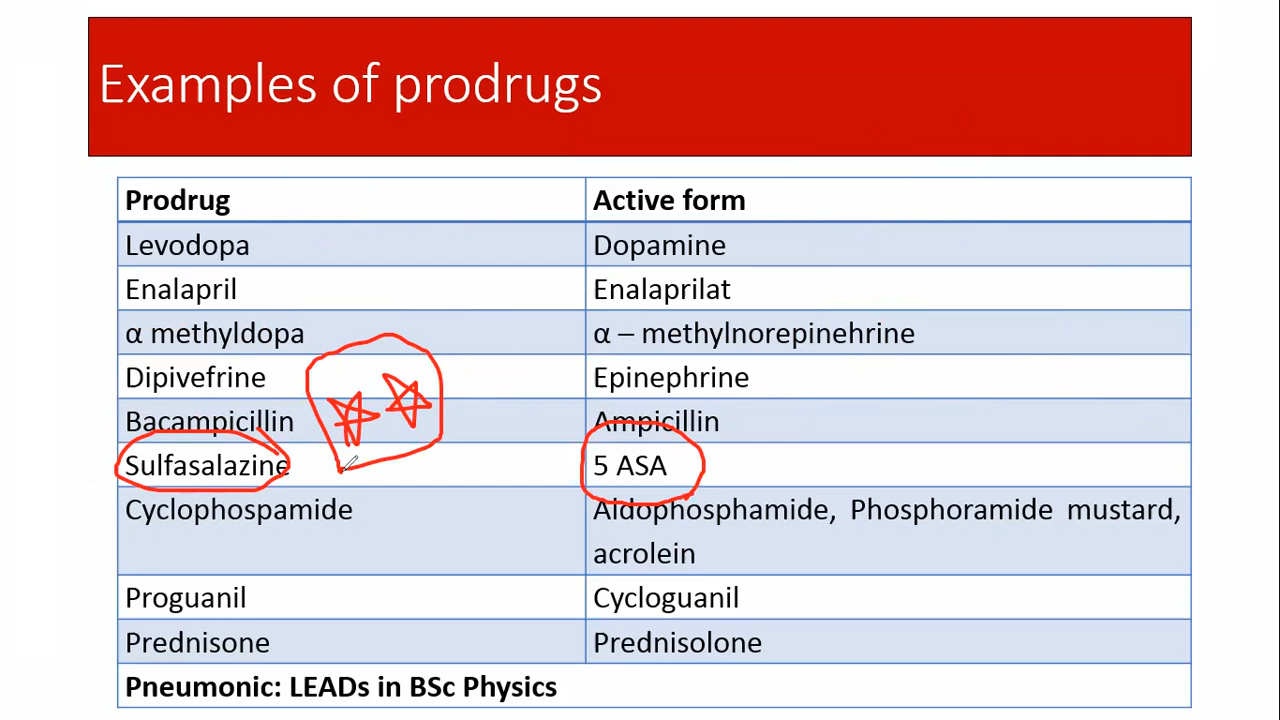 Examples of prodrugs
Prodrug Active form
Levodopa Dopamine
Enalapril Enalaprilat
α methyldopa α – methylnorepinehrine
Dipivefrine Epinephrine
Bacampicillin Ampicillin
Sulfasalazine 5 ASA
Cyclophospamide Aldophosphamide, Phosphoramide mustard,
acrolein
Proguanil Cycloguanil
Prednisone Prednisolone
Pneumonic: LEADs in BSc Physics